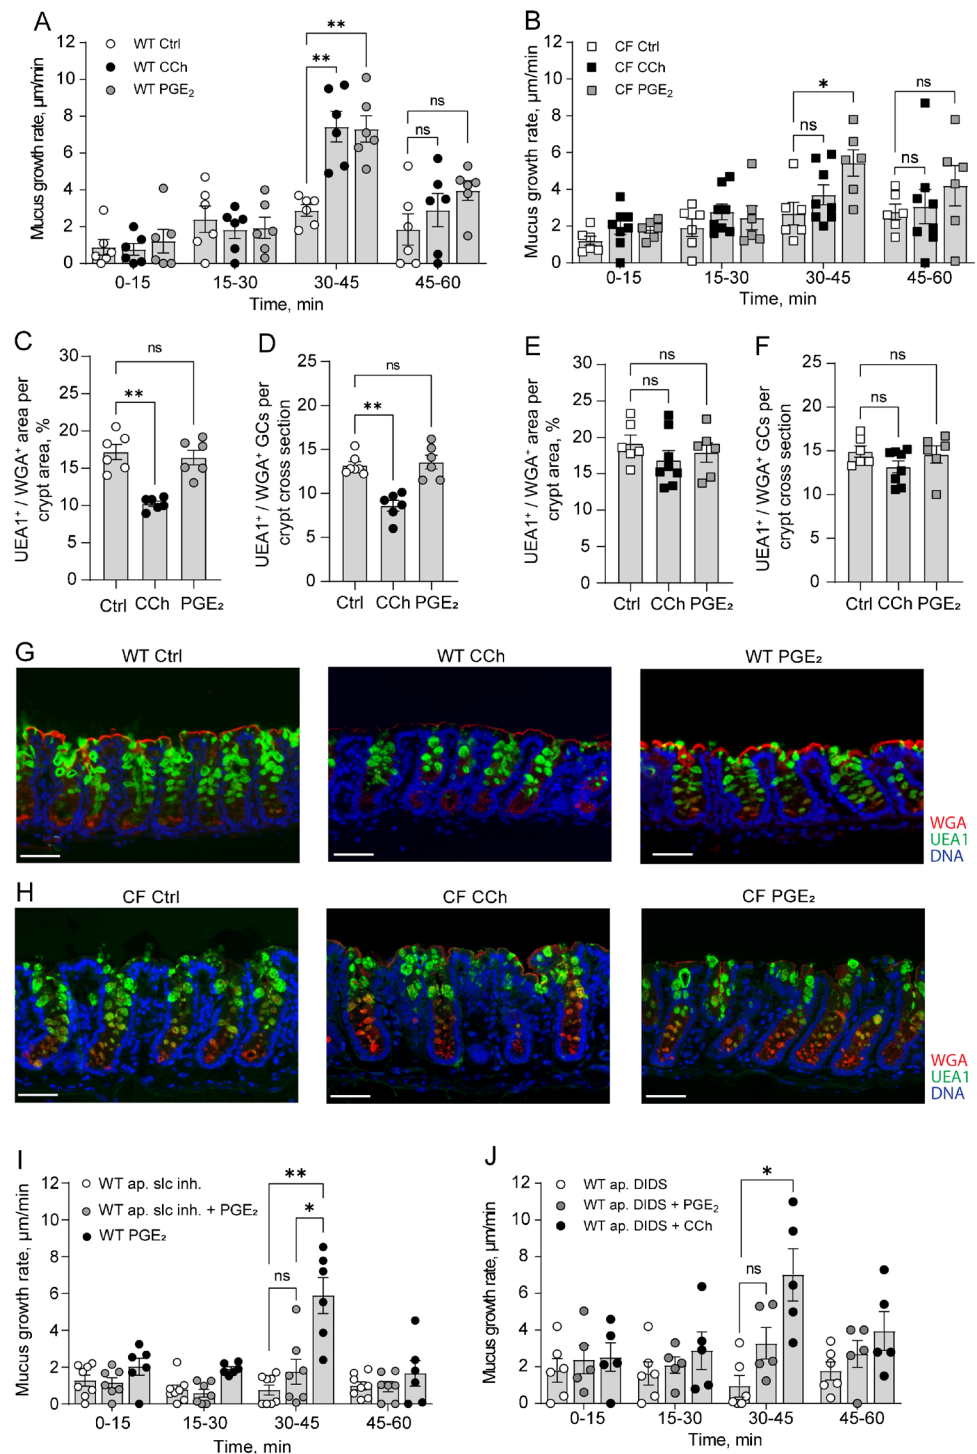 A
Mucus growth rate, µm/min
12
10
8
6
4
2
0
WT Ctrl
WT CCh
WT PGE₂
**
**
ns
ns
0-15 15-30 30-45 45-60
Time, min
B
Mucus growth rate, µm/min
12
10
8
6
4
2
0
CF Ctrl
CF CCh
CF PGE₂
*
ns
ns
ns
0-15 15-30 30-45 45-60
Time, min
C
UEA1⁺ / WGA⁺ area per
crypt area, %
30
25
20
15
10
5
0
ns
**
Ctrl CCh PGE₂
D
UEA1⁺ / WGA⁺ GCs per
crypt cross section
25
20
15
10
5
0
ns
**
Ctrl CCh PGE₂
E
UEA1⁺ / WGA⁺ area per
crypt area, %
30
25
20
15
10
5
0
ns
ns
Ctrl CCh PGE₂
F
UEA1⁺ / WGA⁺ GCs per
crypt cross section
25
20
15
10
5
0
ns
ns
Ctrl CCh PGE₂
G
WT Ctrl WT CCh WT PGE₂
WGA
UEA1
DNA
H
CF Ctrl CF CCh CF PGE₂
WGA
UEA1
DNA
I
Mucus growth rate, µm/min
12
10
8
6
4
2
0
WT ap. slc inh.
WT ap. slc inh. + PGE₂
WT PGE₂
**
*
ns
0-15 15-30 30-45 45-60
Time, min
J
Mucus growth rate, µm/min
12
10
8
6
4
2
0
WT ap. DIDS
WT ap. DIDS + PGE₂
WT ap. DIDS + CCh
*
ns
0-15 15-30 30-45 45-60
Time, min